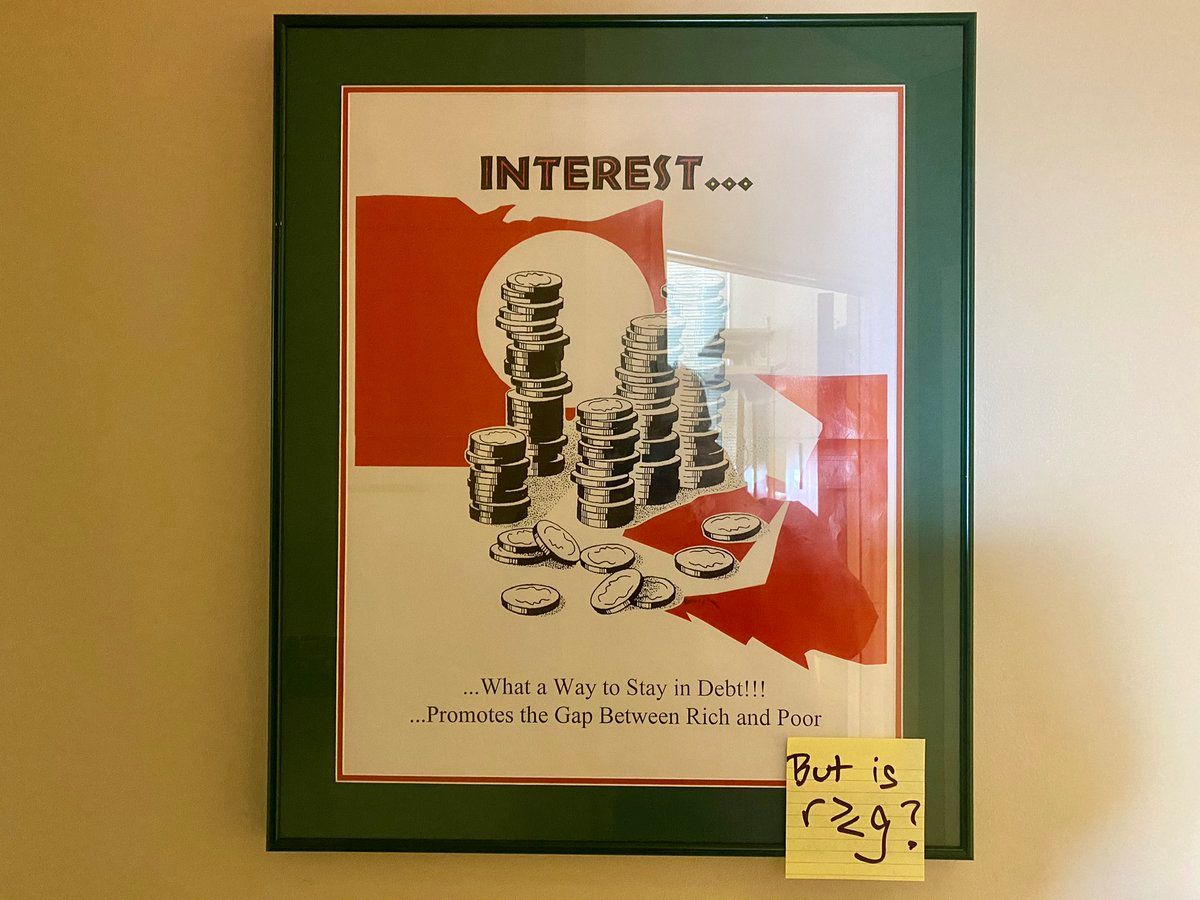 INTEREST...
...What a Way to Stay in Debt!!!
...Promotes the Gap Between Rich and Poor
But is
r ⋛ g?